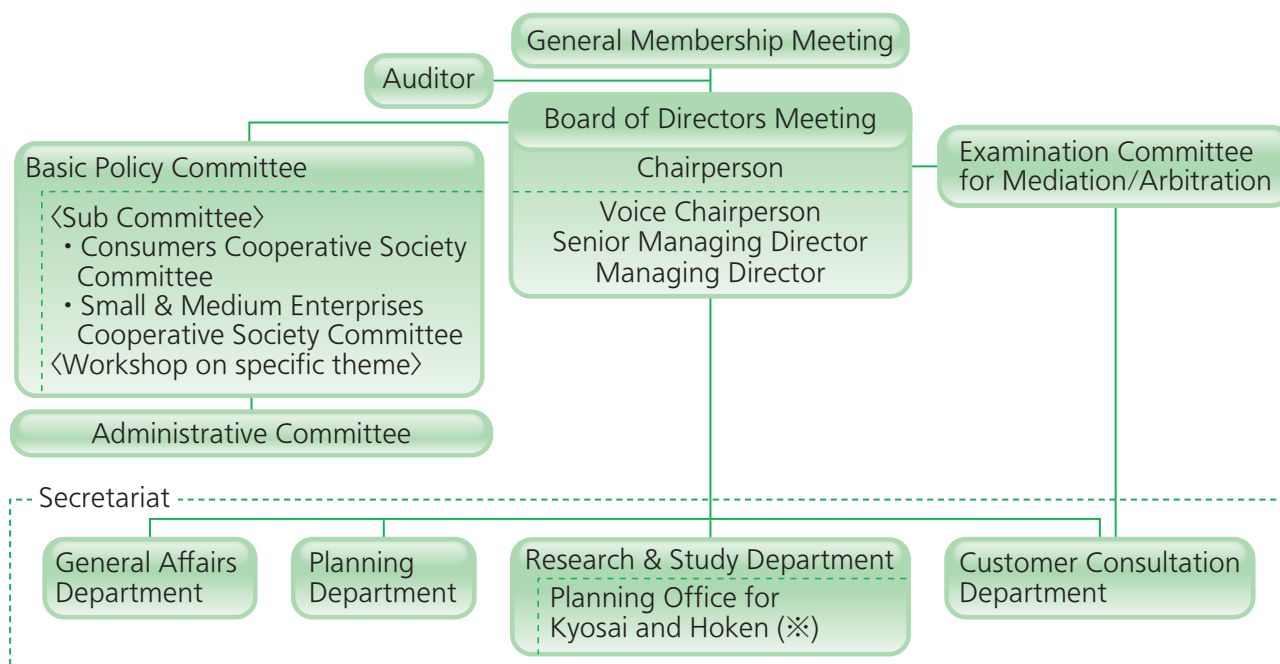 General Membership Meeting
Auditor
Board of Directors Meeting
Chairperson
Voice Chairperson
Senior Managing Director
Managing Director
Basic Policy Committee
〈Sub Committee〉
・Consumers Cooperative Society
Committee
・Small & Medium Enterprises
Cooperative Society Committee
〈Workshop on specific theme〉
Administrative Committee
Examination Committee
for Mediation/Arbitration
Secretariat
General Affairs
Department
Planning
Department
Research & Study Department
Planning Office for
Kyosai and Hoken (※)
Customer Consultation
Department